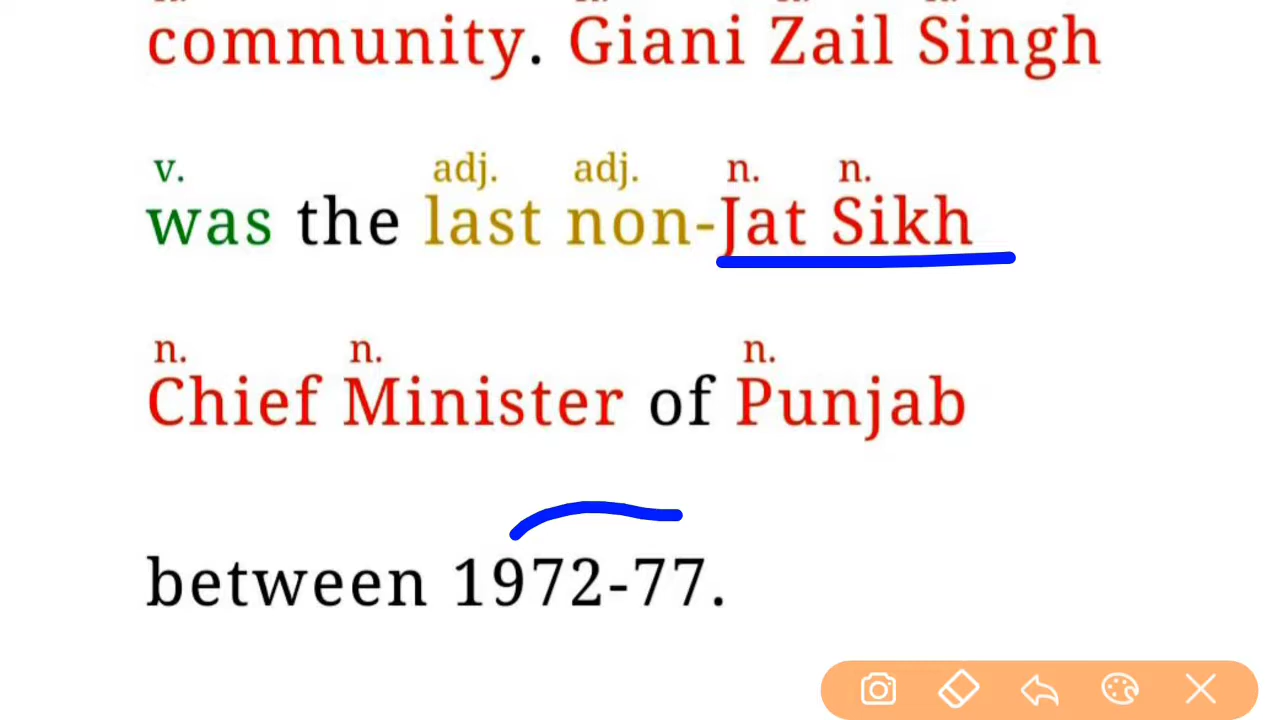 community. Giani Zail Singh
v. adj. adj. n. n.
was the last non-Jat Sikh
n. n. n.
Chief Minister of Punjab
between 1972-77.